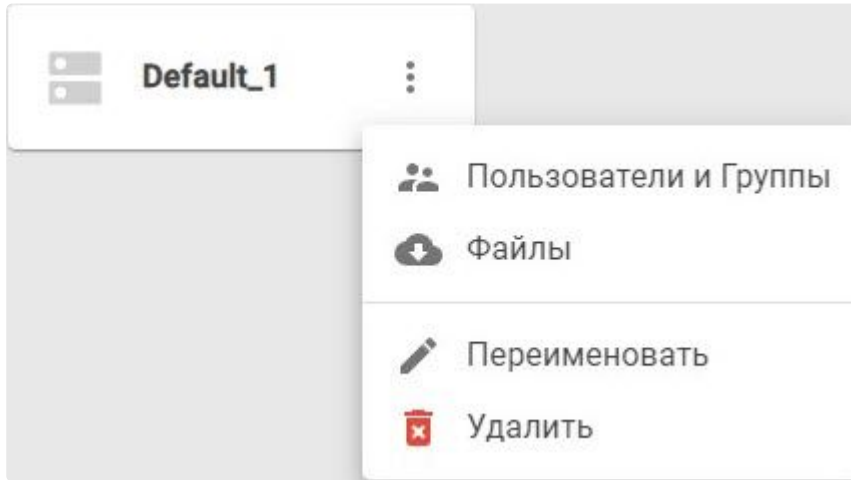 Default_1
Пользователи и Группы
Файлы
Переименовать
Удалить